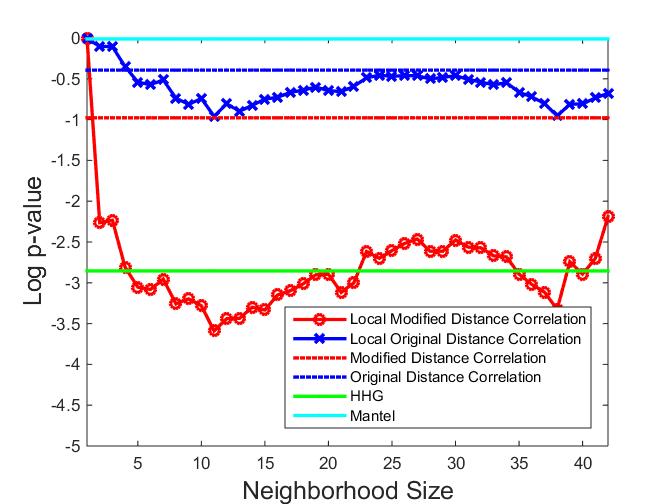 0
-0.5
-1
-1.5
-2
-2.5
-3
-3.5
-4
-4.5
-5
Log p-value
Local Modified Distance Correlation
Local Original Distance Correlation
Modified Distance Correlation
Original Distance Correlation
HHG
Mantel
5 10 15 20 25 30 35 40
Neighborhood Size